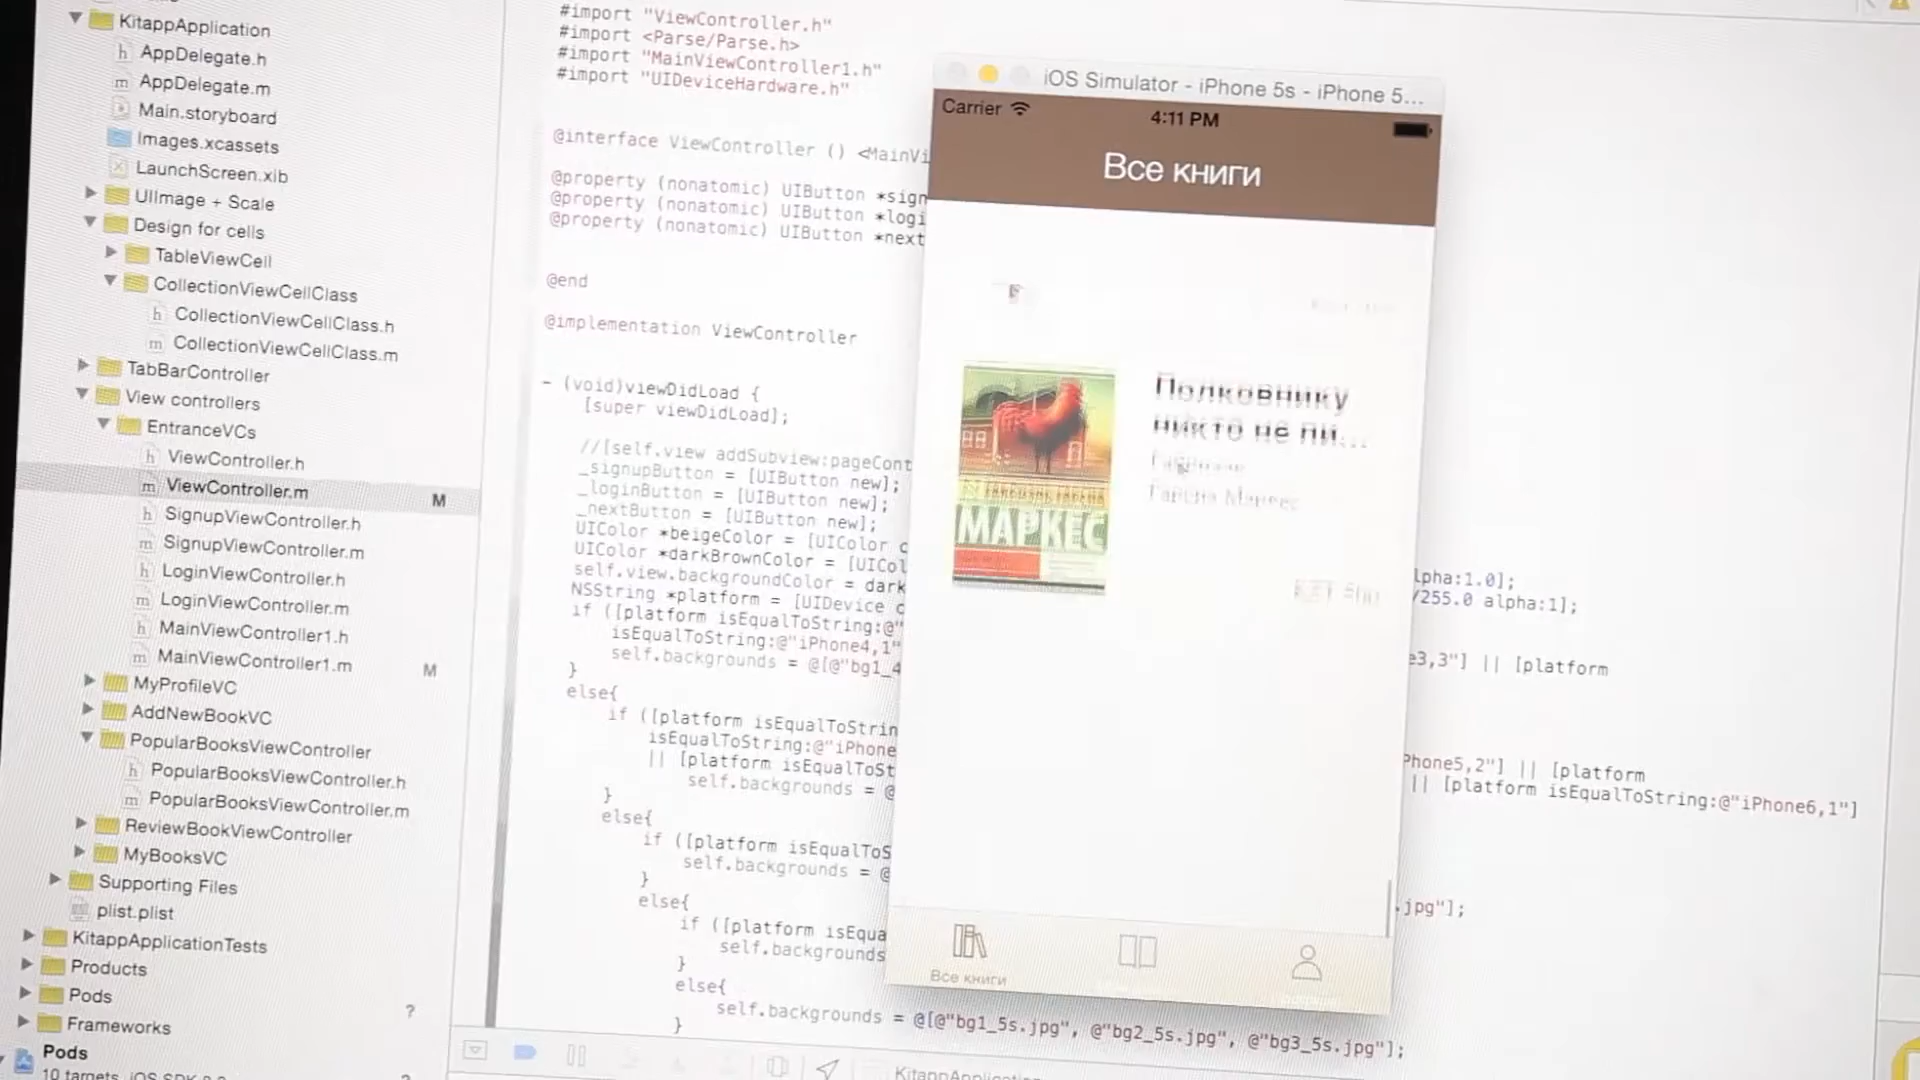 KitappApplication
AppDelegate.h
AppDelegate.m
Main.storyboard
Images.xcassets
LaunchScreen.xib
UIImage + Scale
Design for cells
TableViewCell
CollectionViewCellClass
CollectionViewCellClass.h
CollectionViewCellClass.m
TabBarController
View controllers
EntranceVCs
ViewController.h
ViewController.m M
SignupViewController.h
SignupViewController.m
LoginViewController.h
LoginViewController.m
MainViewController1.h
MainViewController1.m M
MyProfileVC
AddNewBookVC
PopularBooksViewController
PopularBooksViewController.h
PopularBooksViewController.m
ReviewBookViewController
MyBooksVC
Supporting Files
plist.plist
KitappApplicationTests
Products
Pods ?
Frameworks
Pods
10 targets, iOS SDK
#import "ViewController.h"
#import <Parse/Parse.h>
#import "MainViewController1.h"
#import "UIDeviceHardware.h"
@interface ViewController () <MainVi
@property (nonatomic) UIButton *sign
@property (nonatomic) UIButton *logi
@property (nonatomic) UIButton *next
@end
@implementation ViewController
- (void)viewDidLoad {
[super viewDidLoad];
//[self.view addSubview:pageCont
_signupButton = [UIButton new];
_loginButton = [UIButton new];
_nextButton = [UIButton new];
UIColor *beigeColor = [UIColor c
lpha:1.0];
UIColor *darkBrownColor = [UICol
/255.0 alpha:1];
self.view.backgroundColor = dark
NSString *platform = [UIDevice c
if ([platform isEqualToString:@"
e3,3"] || [platform
isEqualToString:@"iPhone4,1"
self.backgrounds = @[@"bg1_4
}
else{
if ([platform isEqualToStrin
Phone5,2"] || [platform
isEqualToString:@"iPhone
|| [platform isEqualToString:@"iPhone6,1"]
|| [platform isEqualToSt
self.backgrounds = @
}
else{
if ([platform isEqualToS
self.backgrounds = @
}
else{
.jpg"];
if ([platform isEqua
self.backgrounds
}
else{
self.backgrounds = @[@"bg1_5s.jpg", @"bg2_5s.jpg", @"bg3_5s.jpg"];
}
KitappApplication
iOS Simulator - iPhone 5s - iPhone 5...
Carrier 4:11 PM
Все книги
МАРКЕС
Полковнику
никто не пи...
Гарсиа Маркес
Все книги